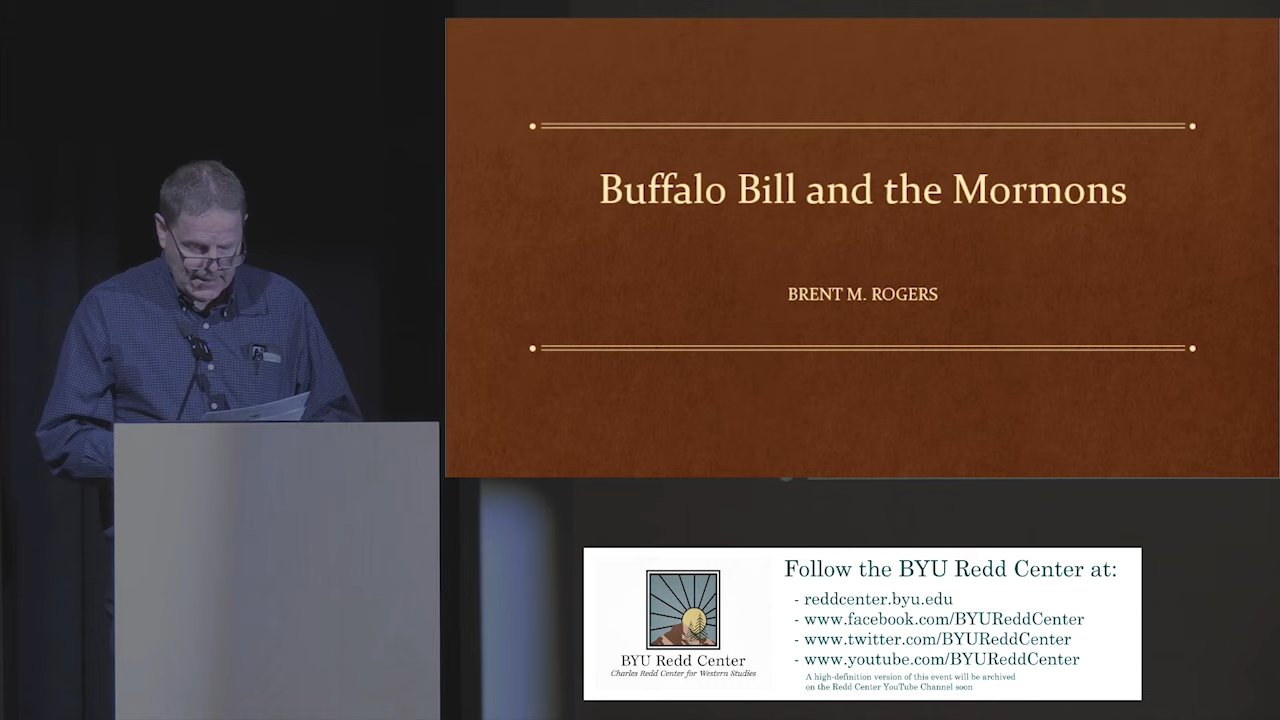 Buffalo Bill and the Mormons
BRENT M. ROGERS
BYU Redd Center
Charles Redd Center for Western Studies
Follow the BYU Redd Center at:
- reddcenter.byu.edu
- www.facebook.com/BYUReddCenter
- www.twitter.com/BYUReddCenter
- www.youtube.com/BYUReddCenter
A high-definition version of this event will be archived
on the Redd Center YouTube Channel soon